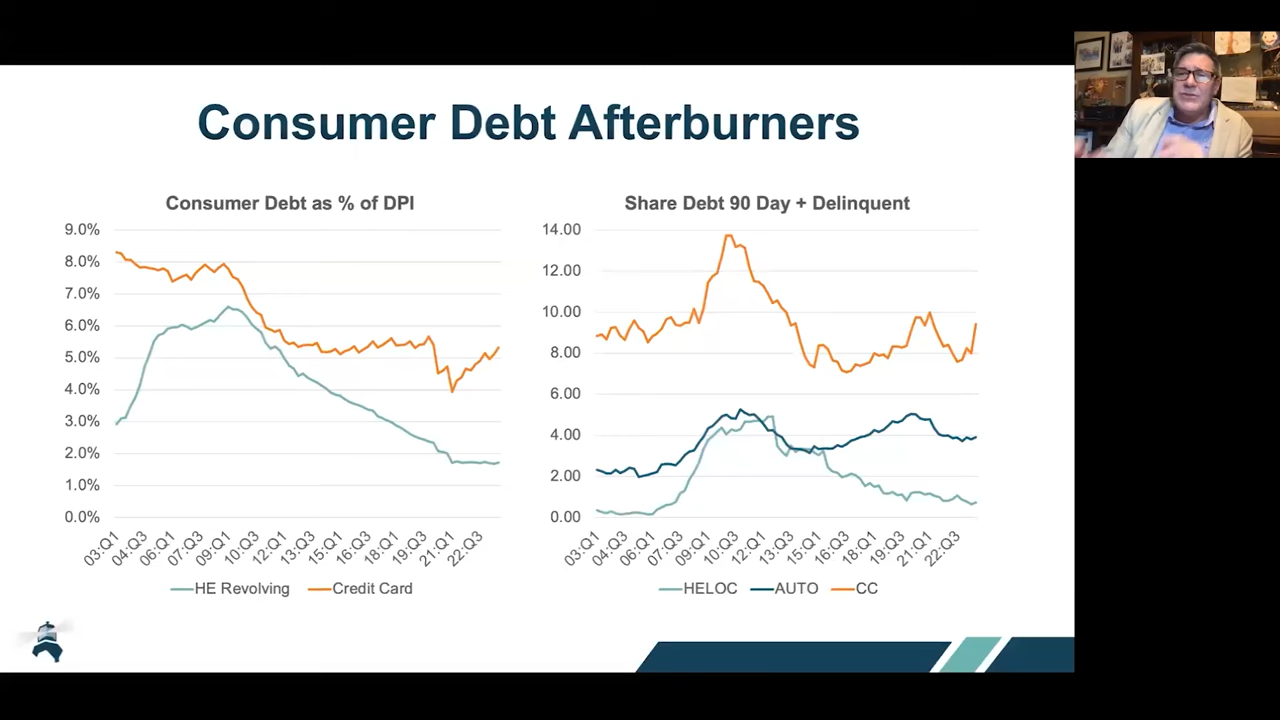 Consumer Debt Afterburners
Consumer Debt as % of DPI
9.0%
8.0%
7.0%
6.0%
5.0%
4.0%
3.0%
2.0%
1.0%
0.0%
03:Q1
04:Q3
06:Q1
07:Q3
09:Q1
10:Q3
12:Q1
13:Q3
15:Q1
16:Q3
18:Q1
19:Q3
21:Q1
22:Q3
HE Revolving Credit Card
Share Debt 90 Day + Delinquent
14.00
12.00
10.00
8.00
6.00
4.00
2.00
0.00
03:Q1
04:Q3
06:Q1
07:Q3
09:Q1
10:Q3
12:Q1
13:Q3
15:Q1
16:Q3
18:Q1
19:Q3
21:Q1
22:Q3
HELOC AUTO CC